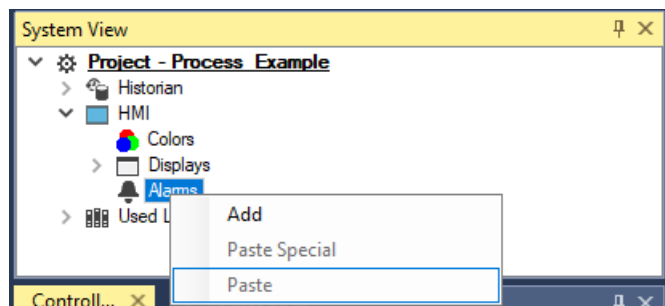 System View
Project - Process_Example
Historian
HMI
Colors
Displays
Alarms
Used L
Add
Paste Special
Paste
Controll...